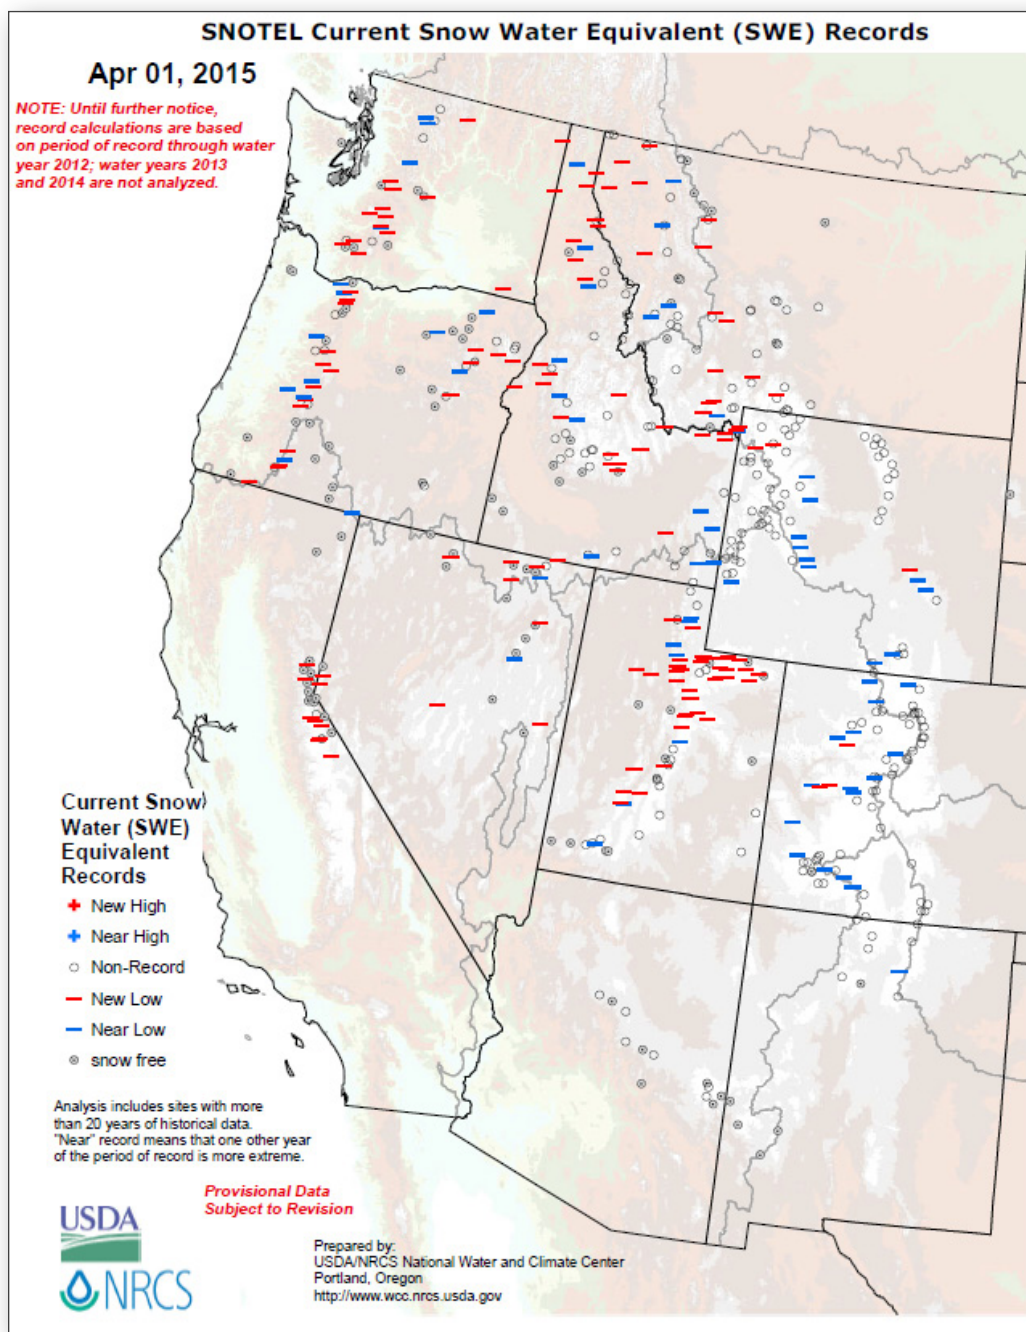 SNOTEL Current Snow Water Equivalent (SWE) Records
Apr 01, 2015
NOTE: Until further notice,
record calculations are based
on period of record through water
year 2012; water years 2013
and 2014 are not analyzed.
Current Snow
Water (SWE)
Equivalent
Records
New High
Near High
Non-Record
New Low
Near Low
snow free
Analysis includes sites with more
than 20 years of historical data.
"Near" record means that one other year
of the period of record is more extreme.
Provisional Data
Subject to Revision
USDA
NRCS
Prepared by:
USDA/NRCS National Water and Climate Center
Portland, Oregon
http://www.wcc.nrcs.usda.gov